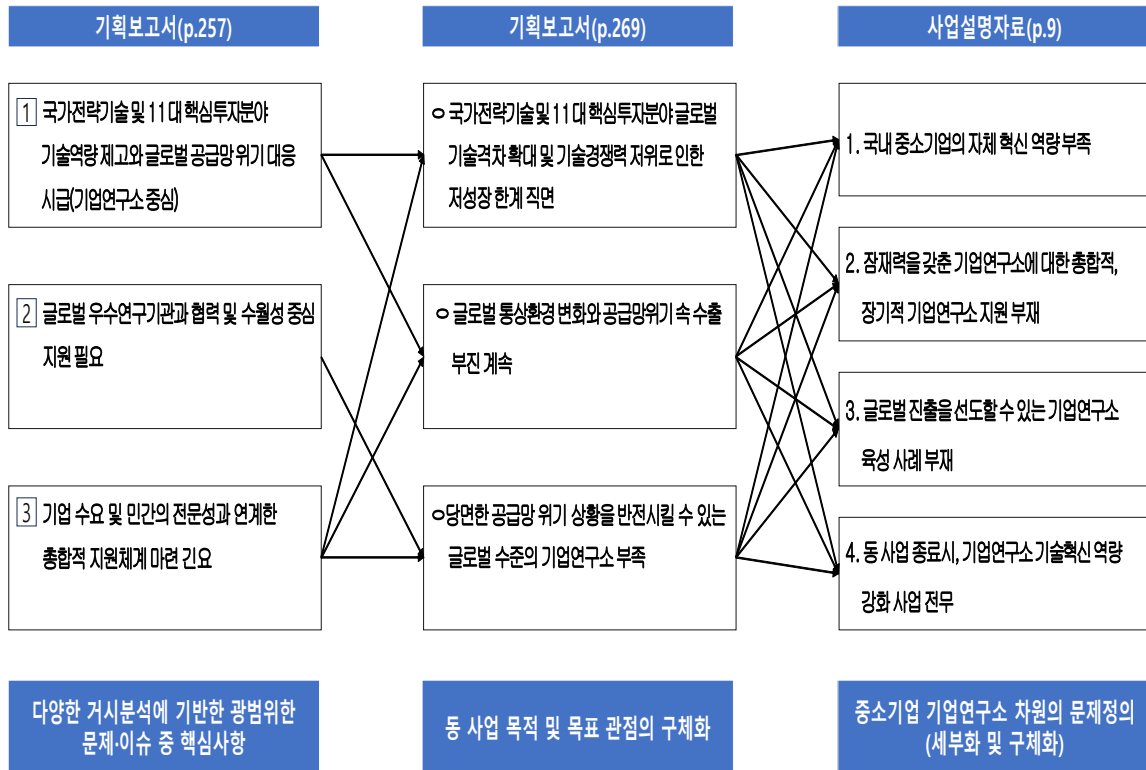 기획보고서(p.257)
기획보고서(p.269)
사업설명자료(p.9)
1 국가전략기술 및 11대 핵심투자분야
기술역량 제고와 글로벌 공급망 위기 대응
시급(기업연구소 중심)
2 글로벌 우수연구기관과 협력 및 수월성 중심
지원 필요
3 기업 수요 및 민간의 전문성과 연계한
총합적 지원체계 마련 긴요
ㅇ 국가전략기술 및 11대 핵심투자분야 글로벌
기술격차 확대 및 기술경쟁력 저위로 인한
저성장 한계 직면
ㅇ 글로벌 통상환경 변화와 공급망위기 속 수출
부진 계속
ㅇ당면한 공급망 위기 상황을 반전시킬 수 있는
글로벌 수준의 기업연구소 부족
1. 국내 중소기업의 자체 혁신 역량 부족
2. 잠재력을 갖춘 기업연구소에 대한 총합적,
장기적 기업연구소 지원 부재
3. 글로벌 진출을 선도할 수 있는 기업연구소
육성 사례 부재
4. 동 사업 종료시, 기업연구소 기술혁신 역량
강화 사업 전무
다양한 거시분석에 기반한 광범위한
문제·이슈 중 핵심사항
동 사업 목적 및 목표 관점의 구체화
중소기업 기업연구소 차원의 문제정의
(세부화 및 구체화)